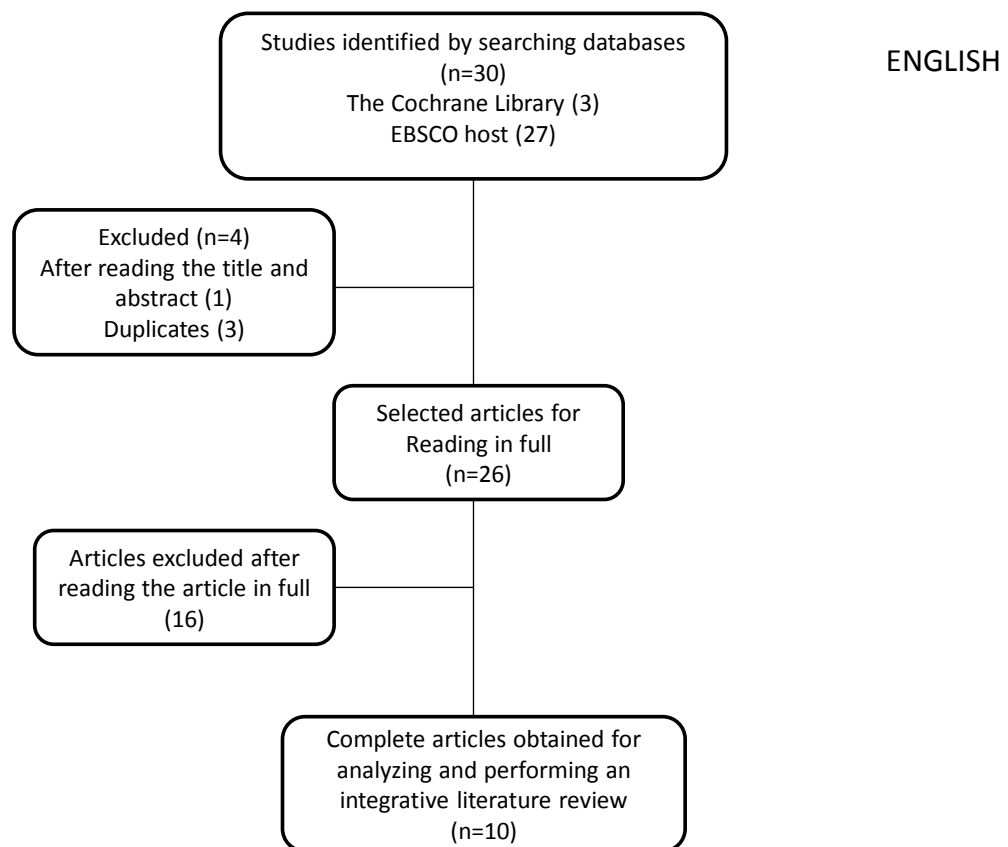 Studies identified by searching databases
(n=30)
The Cochrane Library (3)
EBSCO host (27)
ENGLISH
Excluded (n=4)
After reading the title and
abstract (1)
Duplicates (3)
Selected articles for
Reading in full
(n=26)
Articles excluded after
reading the article in full
(16)
Complete articles obtained for
analyzing and performing an
integrative literature review
(n=10)